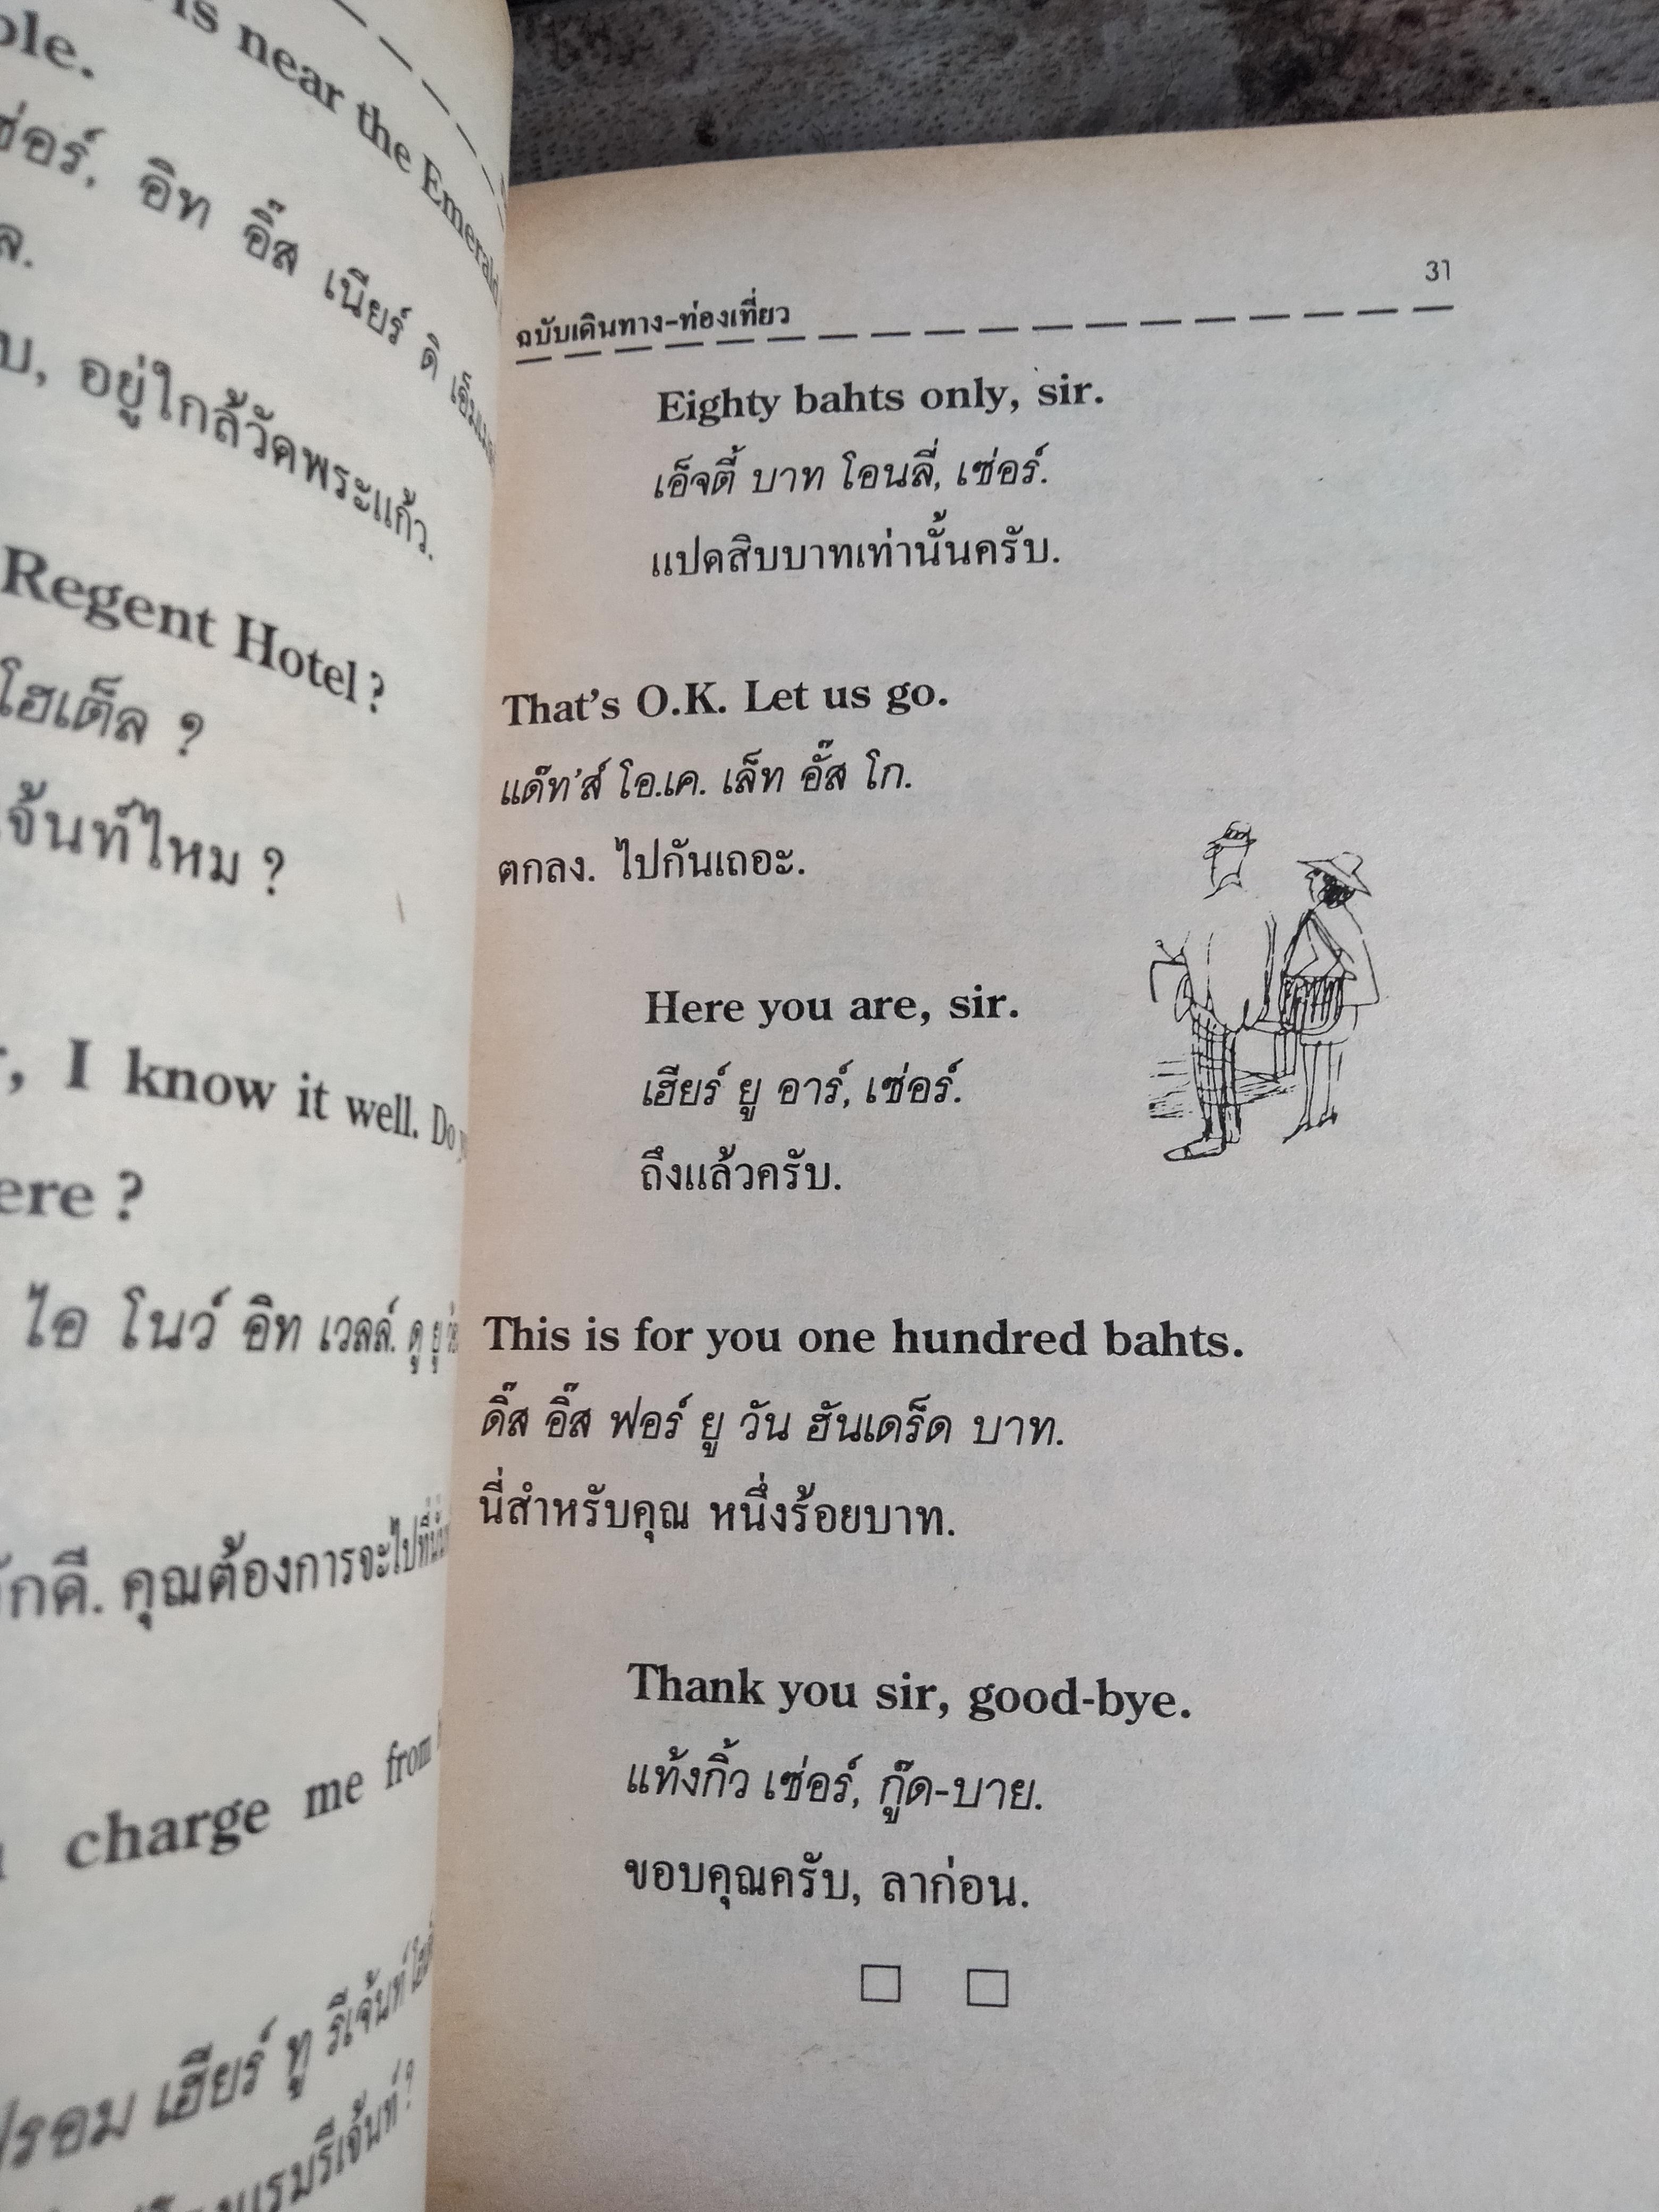 is near the Emerald
ซ่อร์, อิท อิ๊ส เนียร์ ดิ
อยู่ใกล้วัดพระแก้ว.
Regent Hotel ?
โฮเต็ล ?
จ้นท์ไหม ?
I know it well. Do
ere ?
ไอ โนว์ อิท เวลล์. ดู ยู
กดี. คุณต้องการจะไปที่นั่น
charge me from
เฮียร์ ทู รีเจ้นท์
ฉบับเดินทาง-ท่องเที่ยว 31
Eighty bahts only, sir.
เอ็จตี้ บาท โอนลี่, เซ่อร์.
แปดสิบบาทเท่านั้นครับ.
That's O.K. Let us go.
แด๊ท'ส์ โอ.เค. เล็ท อั๊ส โก.
ตกลง. ไปกันเถอะ.
Here you are, sir.
เฮียร์ ยู อาร์, เซ่อร์.
ถึงแล้วครับ.
This is for you one hundred bahts.
ดิ๊ส อิ๊ส ฟอร์ ยู วัน ฮันเดร็ด บาท.
นี่สำหรับคุณ หนึ่งร้อยบาท.
Thank you sir, good-bye.
แท้งกิ้ว เซ่อร์, กู๊ด-บาย.
ขอบคุณครับ, ลาก่อน.